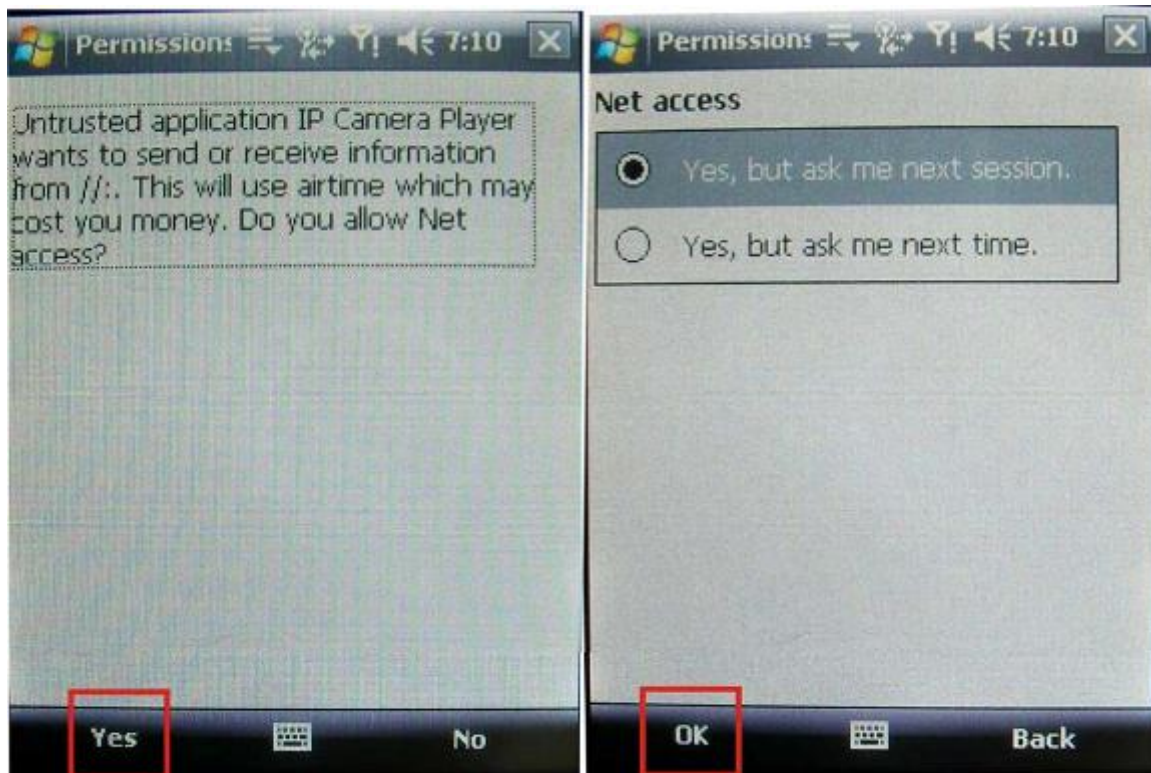 Permissions 7:10
Untrusted application IP Camera Player
wants to send or receive information
from //:. This will use airtime which may
cost you money. Do you allow Net
access?
Yes No
Permissions 7:10
Net access
Yes, but ask me next session.
Yes, but ask me next time.
OK Back